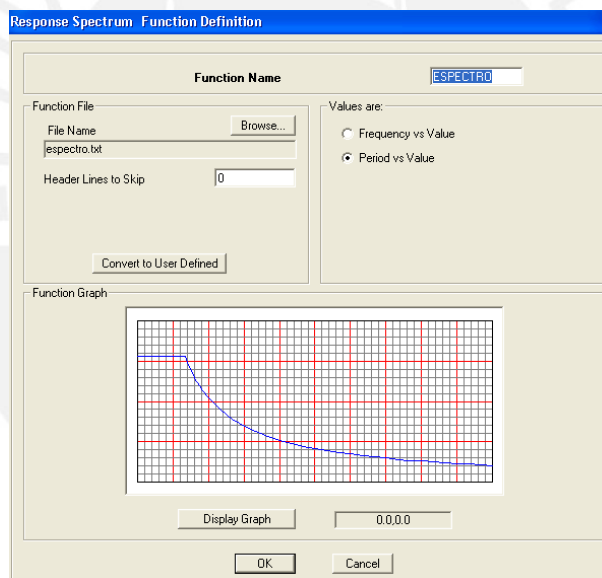 Response Spectrum Function Definition
Function Name
ESPECTRO
Function File
File Name
Browse...
espectro.txt
Header Lines to Skip
0
Convert to User Defined
Values are:
Frequency vs Value
Period vs Value
Function Graph
Display Graph
0.0,0.0
OK
Cancel